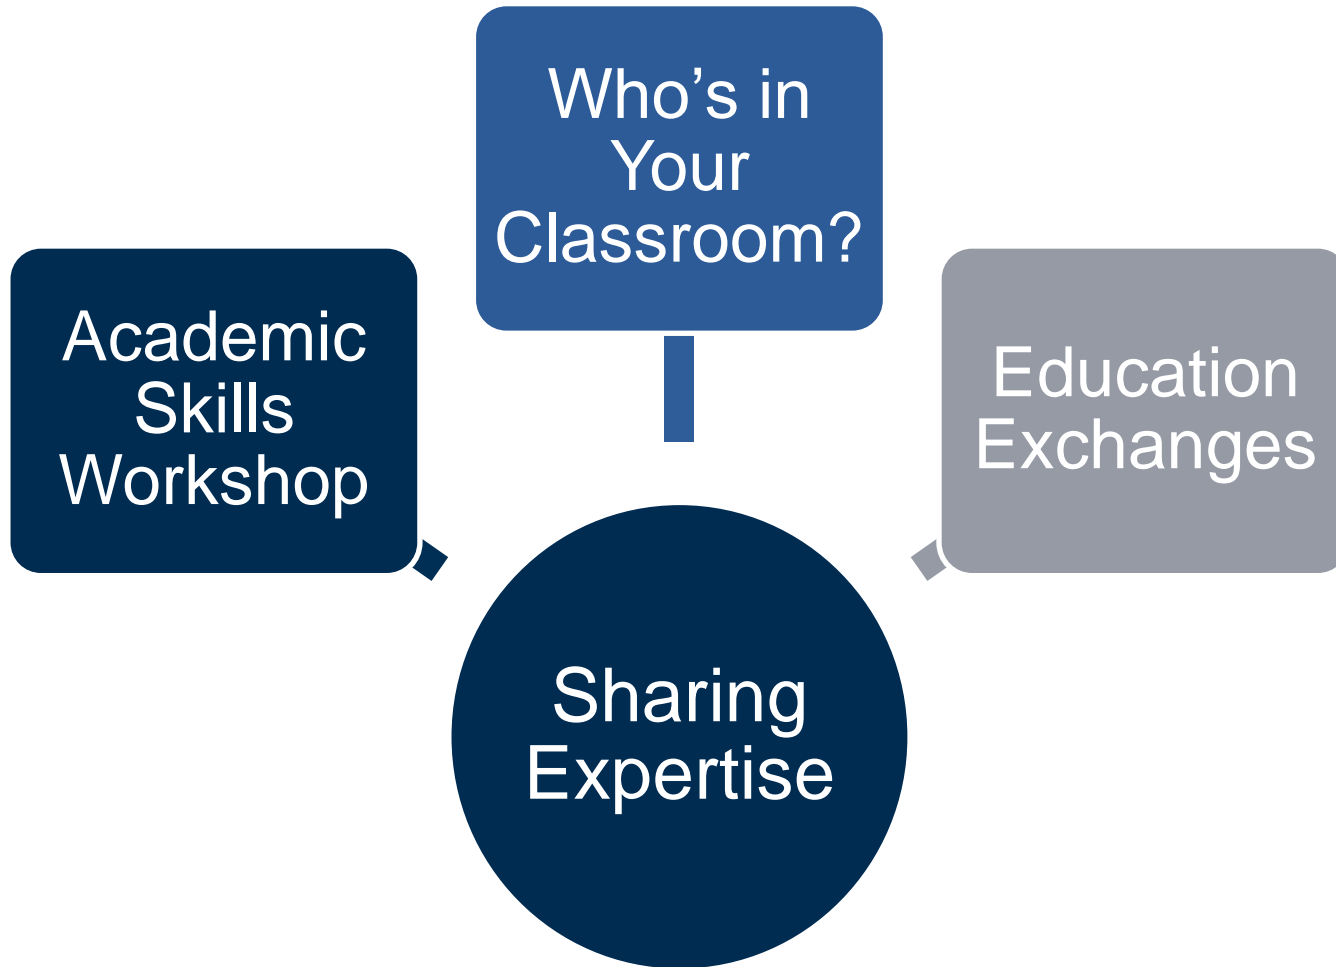 Who’s in
Your
Classroom?
Academic
Skills
Workshop
Education
Exchanges
Sharing
Expertise